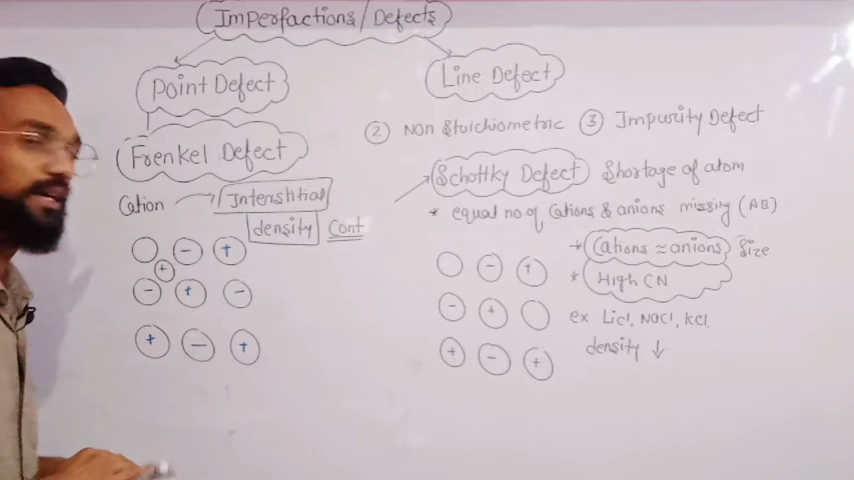 Imperfactions/Defects
Point Defect
Line Defect
② Non Stoichiometric ③ Impurity Defect
Frenkel Defect
Schottky Defect Shortage of atom
Cation → Interstitial
* equal no of Cations & anions missing (AB)
density Cont
* Cations ≈ anions Size
* High CN
- +
+
- + -
+ - +
- +
- +
+ - +
ex LiCl, NaCl, KCl,
density ↓